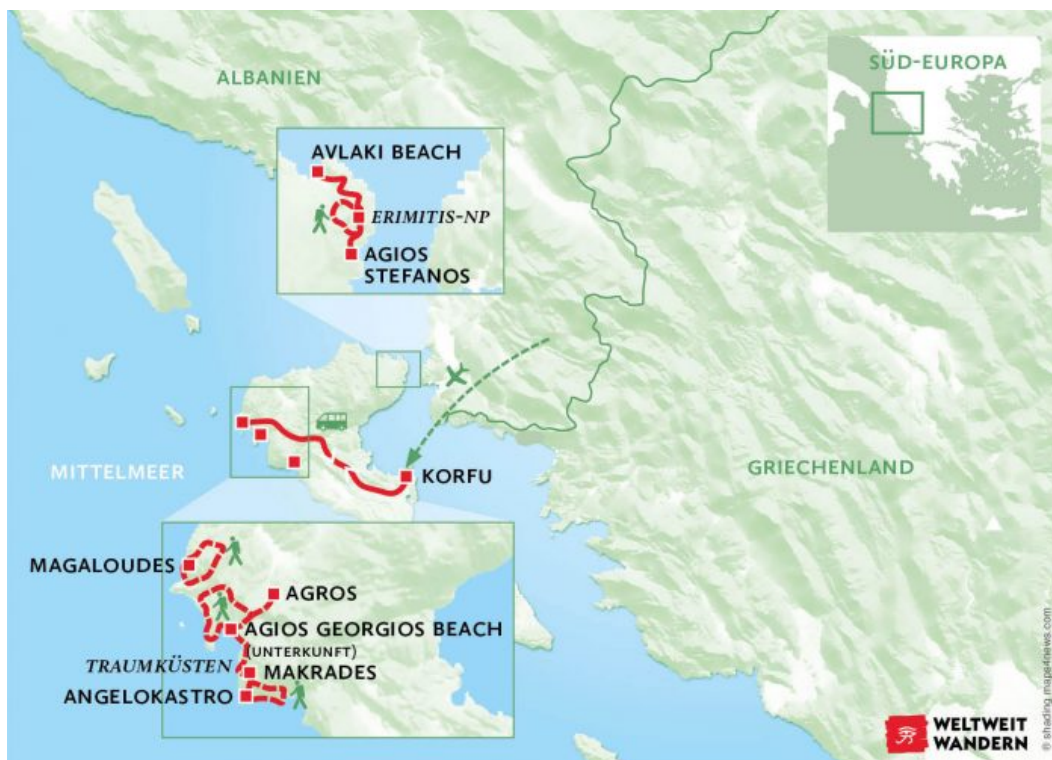 ALBANIEN
SÜD-EUROPA
AVLAKI BEACH
ERIMITIS-NP
AGIOS
STEFANOS
MITTELMEER
KORFU
GRIECHENLAND
MAGALOUDES
AGROS
AGIOS GEORGIOS BEACH
(UNTERKUNFT)
TRAUMKÜSTEN
MAKRADES
ANGELOKASTRO
WELTWEIT
WANDERN
© shading.maps4news.com